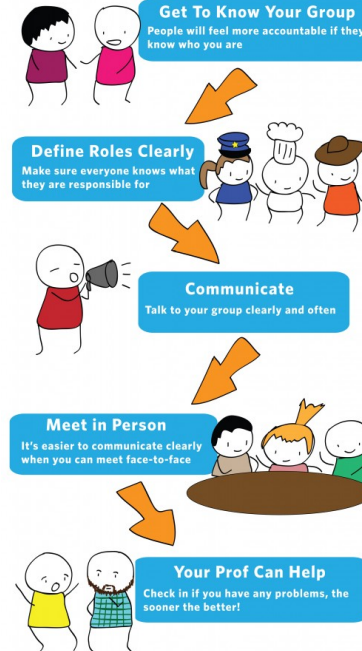 Get To Know Your Group
People will feel more accountable if they
know who you are
Define Roles Clearly
Make sure everyone knows what
they are responsible for
Communicate
Talk to your group clearly and often
Meet in Person
It's easier to communicate clearly
when you can meet face-to-face
Your Prof Can Help
Check in if you have any problems, the
sooner the better!